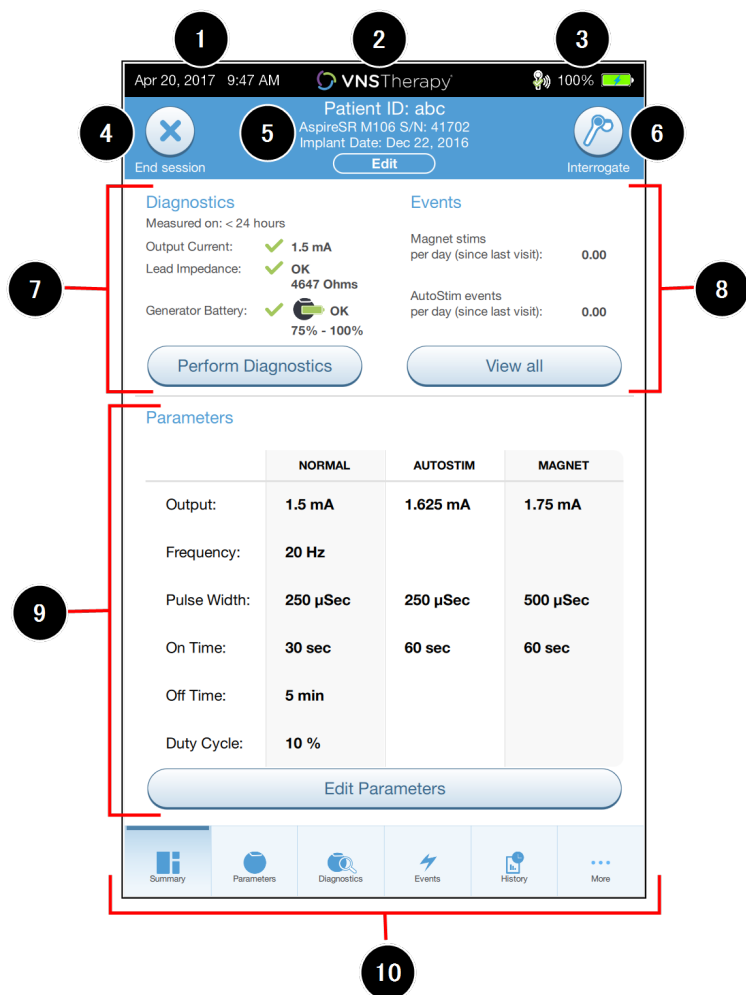 1
2
3
Apr 20, 2017 9:47 AM
VNSTherapy
100%
4
5
6
Patient ID: abc
AspireSR M106 S/N: 41702
Implant Date: Dec 22, 2016
Edit
End session
Interrogate
7
Diagnostics
Measured on: < 24 hours
Output Current: 1.5 mA
Lead Impedance: OK
4647 Ohms
Generator Battery: OK
75% - 100%
Perform Diagnostics
Events
Magnet stims
per day (since last visit): 0.00
AutoStim events
per day (since last visit): 0.00
View all
8
9
Parameters
NORMAL AUTOSTIM MAGNET
Output: 1.5 mA 1.625 mA 1.75 mA
Frequency: 20 Hz
Pulse Width: 250 µSec 250 µSec 500 µSec
On Time: 30 sec 60 sec 60 sec
Off Time: 5 min
Duty Cycle: 10 %
Edit Parameters
Summary Parameters Diagnostics Events History More
10